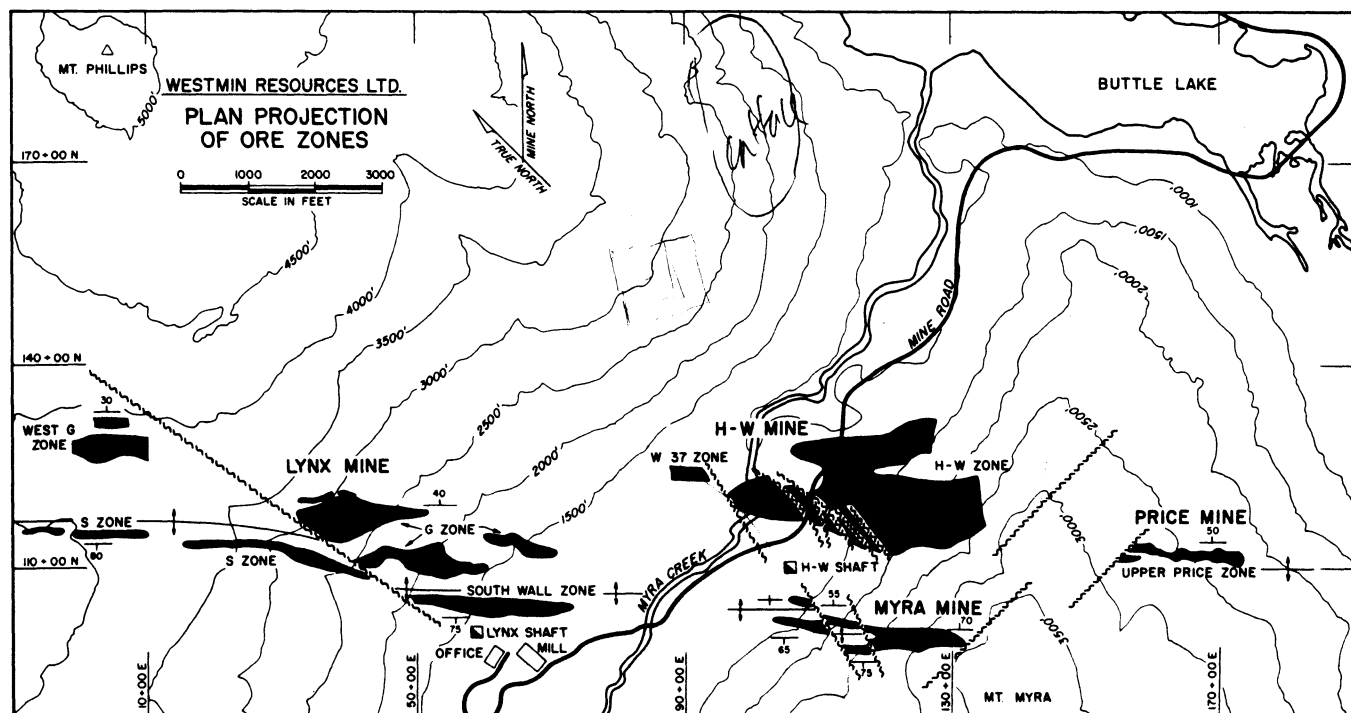 MT. PHILLIPS
5000'
WESTMIN RESOURCES LTD.
PLAN PROJECTION
OF ORE ZONES
0 1000 2000 3000
SCALE IN FEET
TRUE NORTH
MINE NORTH
BUTTLE LAKE
170+00 N
140+00 N
110+00 N
4500'
4000'
3500'
3000'
2500'
2000'
1500'
1000'
1500'
2000'
2500'
3000'
3500'
MINE ROAD
30
WEST G
ZONE
LYNX MINE
40
G ZONE
S ZONE
80
S ZONE
SOUTH WALL ZONE
75
LYNX SHAFT
OFFICE
MILL
MYRA CREEK
H-W MINE
W 37 ZONE
H-W ZONE
H-W SHAFT
PRICE MINE
50
UPPER PRICE ZONE
MYRA MINE
55
70
65
75
MT. MYRA
10+00 E
50+00 E
90+00 E
130+00 E
170+00 E